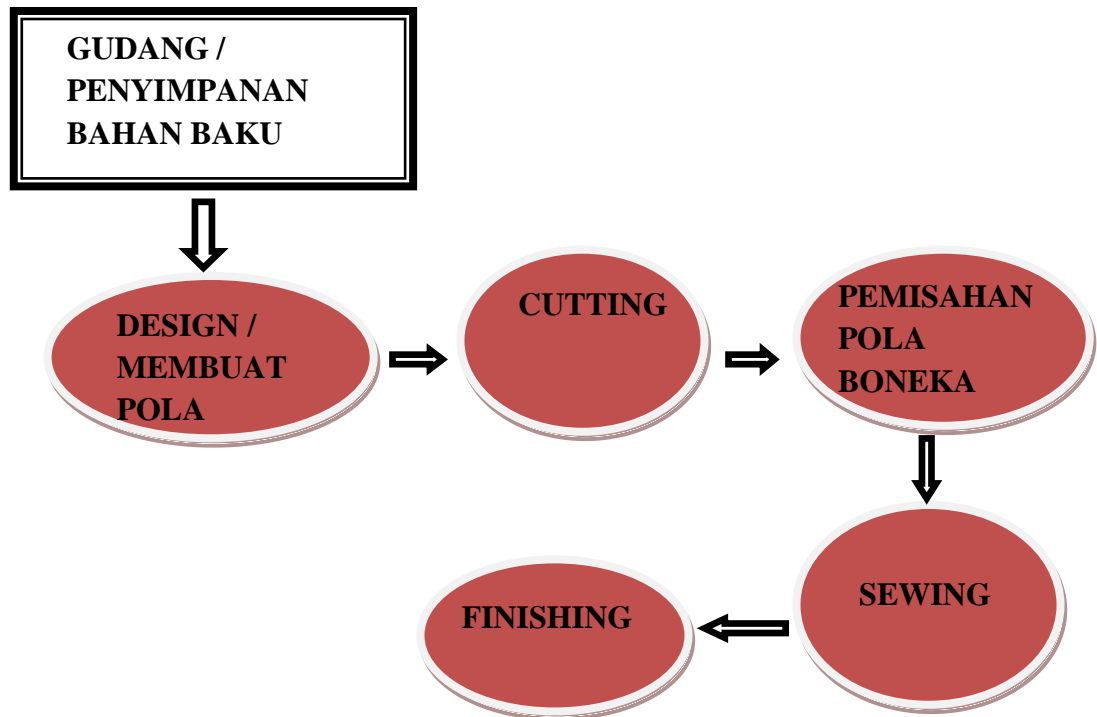 GUDANG /
PENYIMPANAN
BAHAN BAKU
DESIGN /
MEMBUAT
POLA
CUTTING
PEMISAHAN
POLA
BONEKA
SEWING
FINISHING